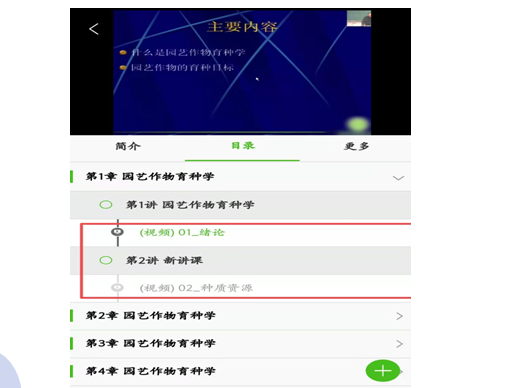 主要内容
什么是园艺作物育种学
园艺作物的育种目标
简介 目录 更多
第1章 园艺作物育种学
第1讲 园艺作物育种学
(视频) 01_绪论
第2讲 新讲课
(视频) 02_种质资源
第2章 园艺作物育种学
第3章 园艺作物育种学
第4章 园艺作物育种学